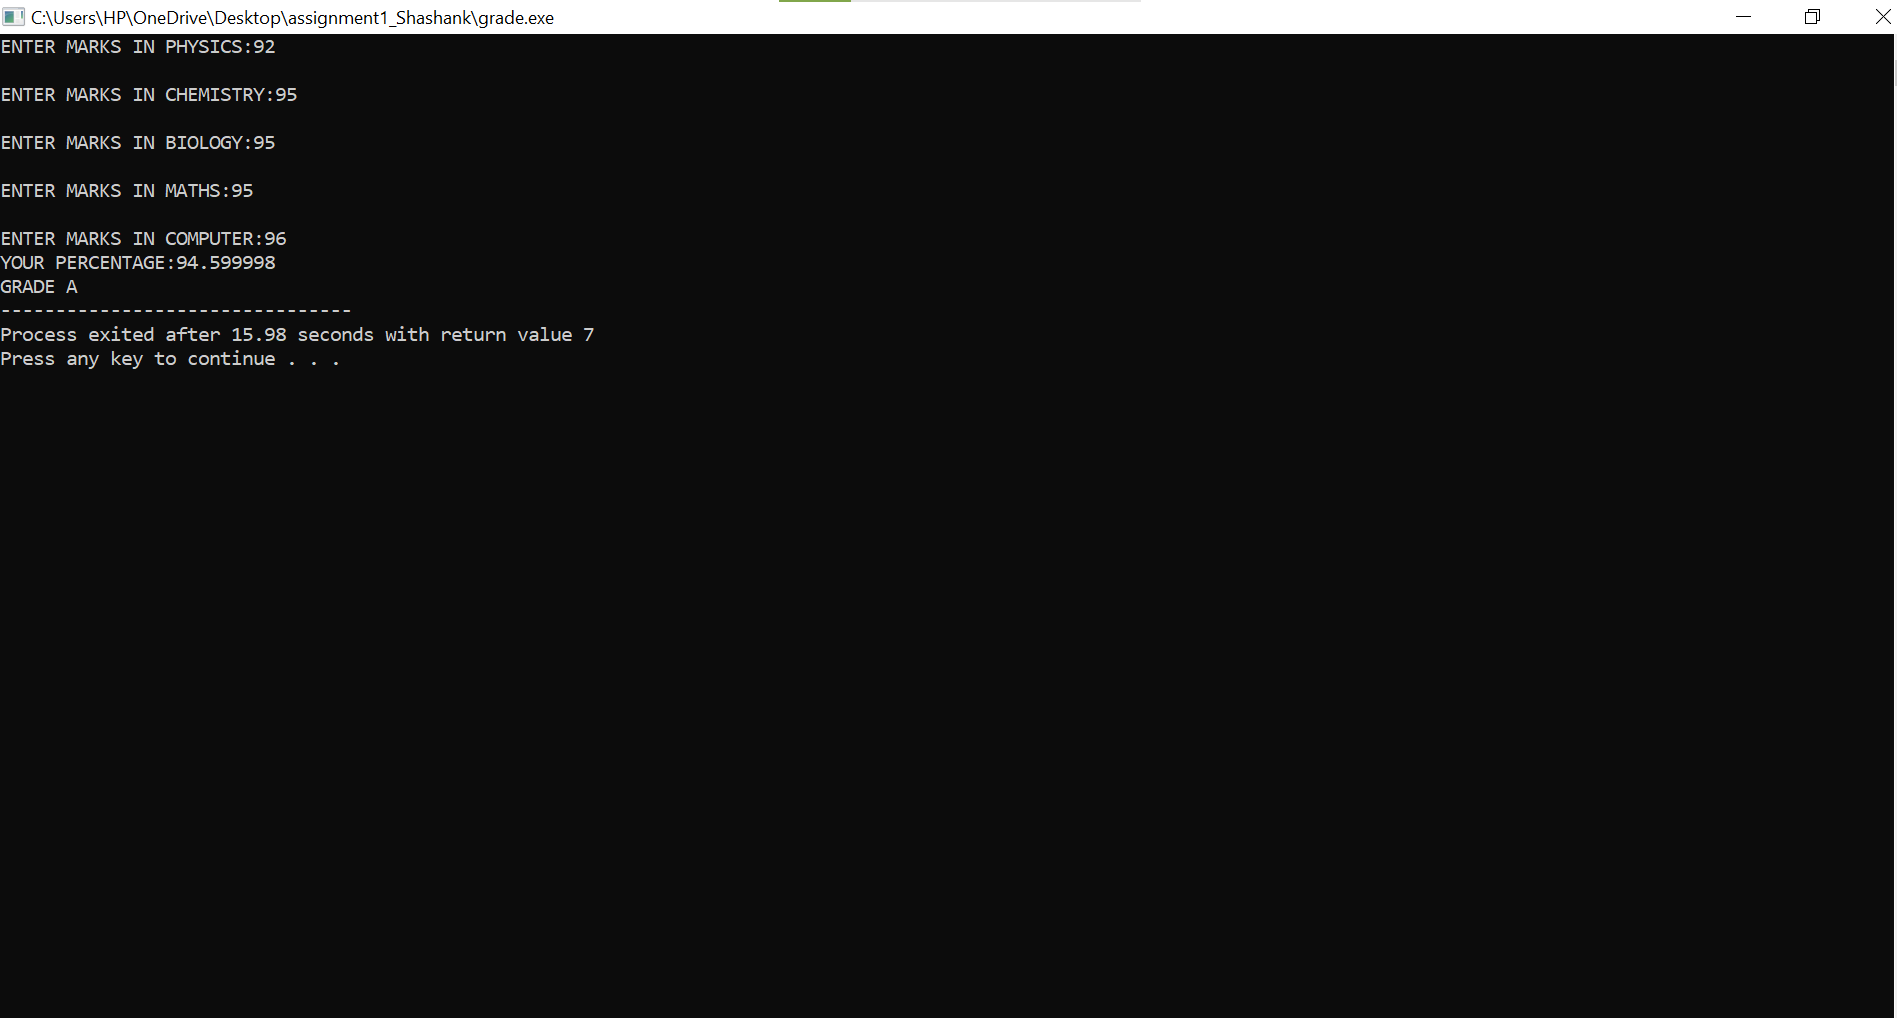 C:\Users\HP\OneDrive\Desktop\assignment1_Shashank\grade.exe
ENTER MARKS IN PHYSICS:92
ENTER MARKS IN CHEMISTRY:95
ENTER MARKS IN BIOLOGY:95
ENTER MARKS IN MATHS:95
ENTER MARKS IN COMPUTER:96
YOUR PERCENTAGE:94.599998
GRADE A
--------------------------------
Process exited after 15.98 seconds with return value 7
Press any key to continue . . .